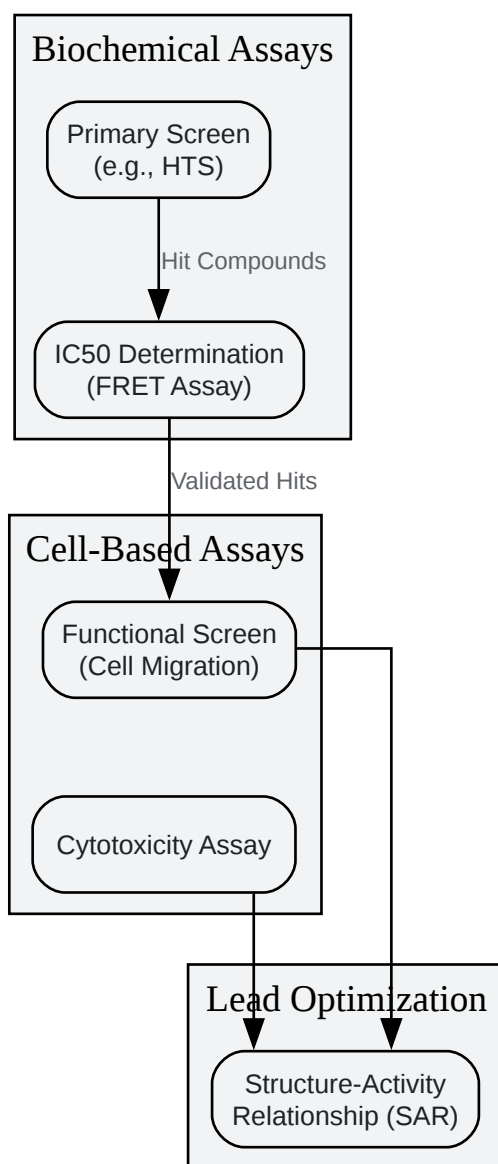 Biochemical Assays
Primary Screen
(e.g., HTS)
Hit Compounds
IC50 Determination
(FRET Assay)
Validated Hits
Cell-Based Assays
Functional Screen
(Cell Migration)
Cytotoxicity Assay
Lead Optimization
Structure-Activity
Relationship (SAR)